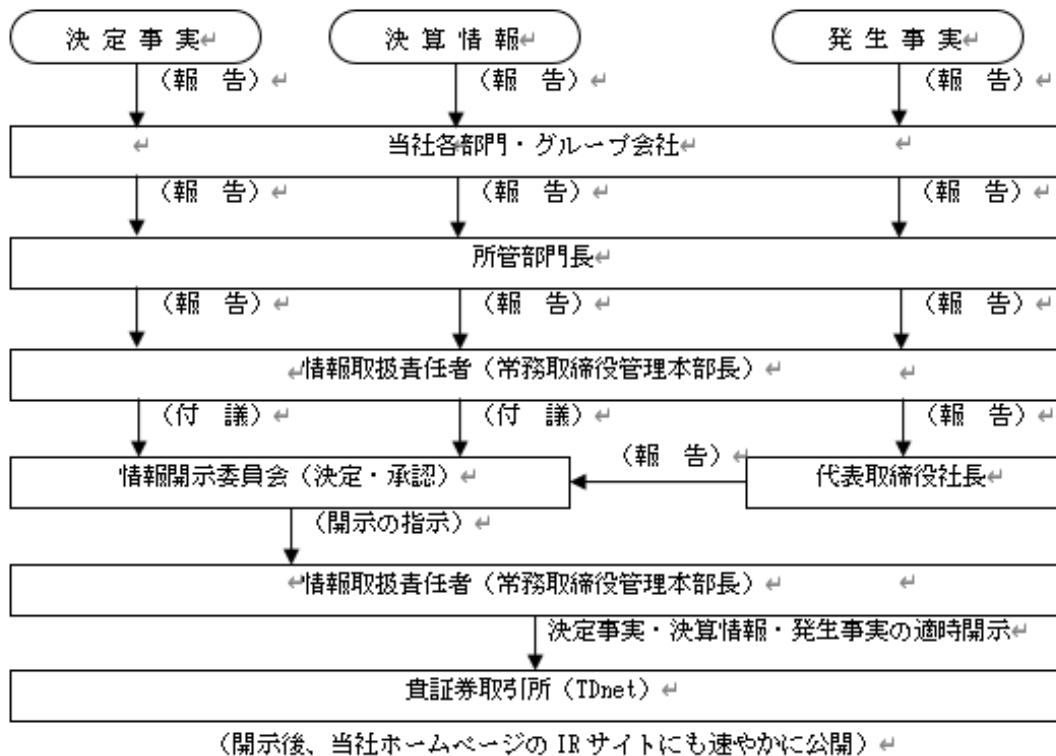 決定事実↵ 決算情報↵ 発生事実↵
(報 告)↵ (報 告)↵ (報 告)↵
↵ 当社各部門・グループ会社↵ ↵
(報 告)↵ (報 告)↵ (報 告)↵
所管部門長↵
(報 告)↵ (報 告)↵ (報 告)↵
↵情報取扱責任者(常務取締役管理本部長)↵ ↵
(付 議)↵ (付 議)↵ (報 告)↵
情報開示委員会(決定・承認)↵ (報 告)↵ 代表取締役社長↵
(開示の指示)↵
↵情報取扱責任者(常務取締役管理本部長)↵ ↵
決定事実・決算情報・発生事実の適時開示↵
貴証券取引所(TDnet)↵
(開示後、当社ホームページの IR サイトにも速やかに公開)↵